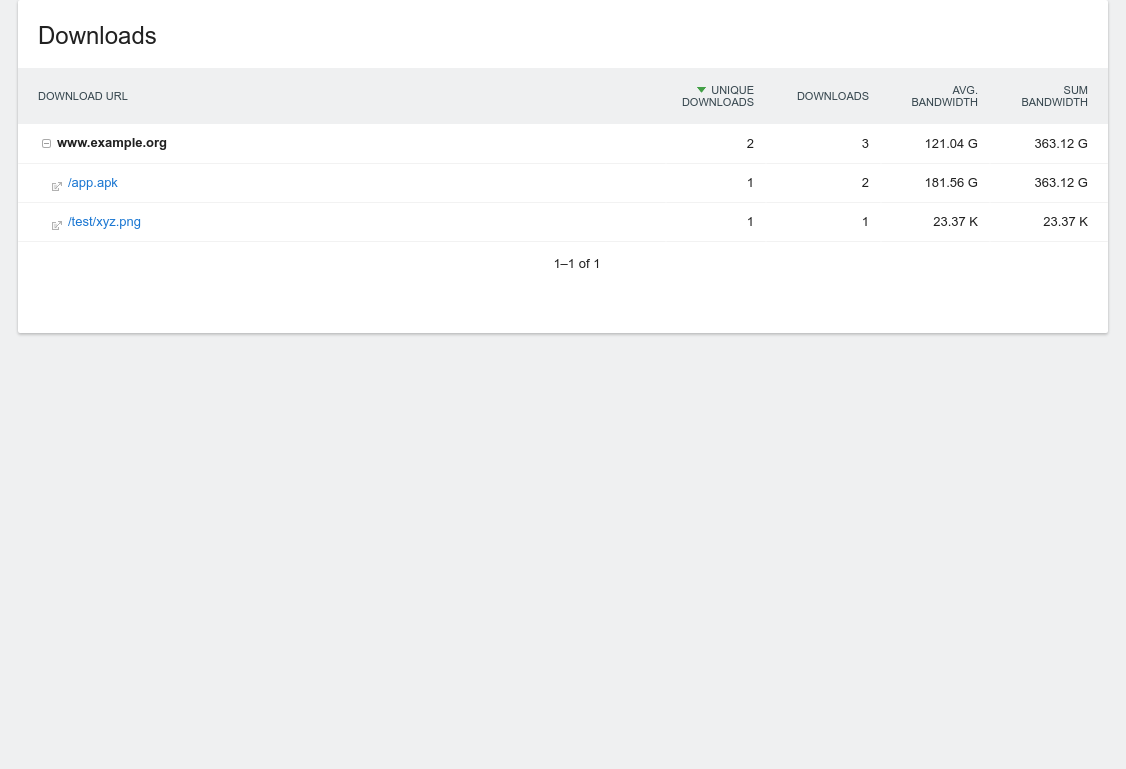 Downloads
DOWNLOAD URL UNIQUE DOWNLOADS DOWNLOADS AVG. BANDWIDTH SUM BANDWIDTH
www.example.org 2 3 121.04 G 363.12 G
/app.apk 1 2 181.56 G 363.12 G
/test/xyz.png 1 1 23.37 K 23.37 K
1–1 of 1